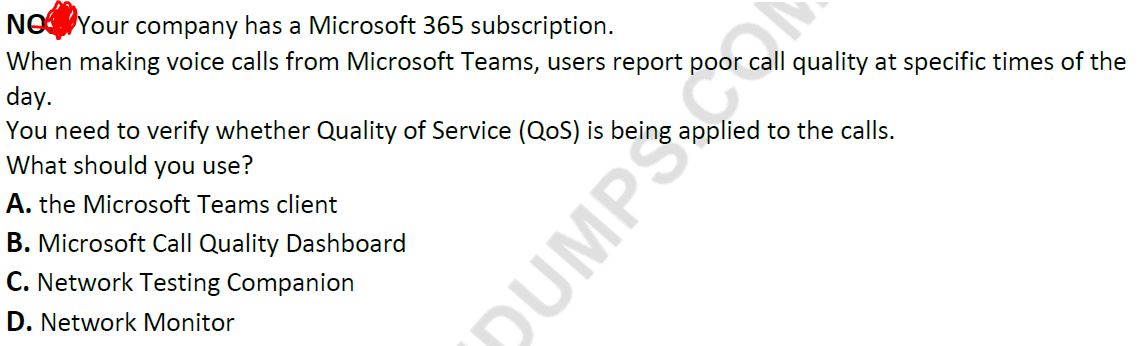 NO Your company has a Microsoft 365 subscription.
When making voice calls from Microsoft Teams, users report poor call quality at specific times of the
day.
You need to verify whether Quality of Service (QoS) is being applied to the calls.
What should you use?
A. the Microsoft Teams client
B. Microsoft Call Quality Dashboard
C. Network Testing Companion
D. Network Monitor
DUMPS.COM